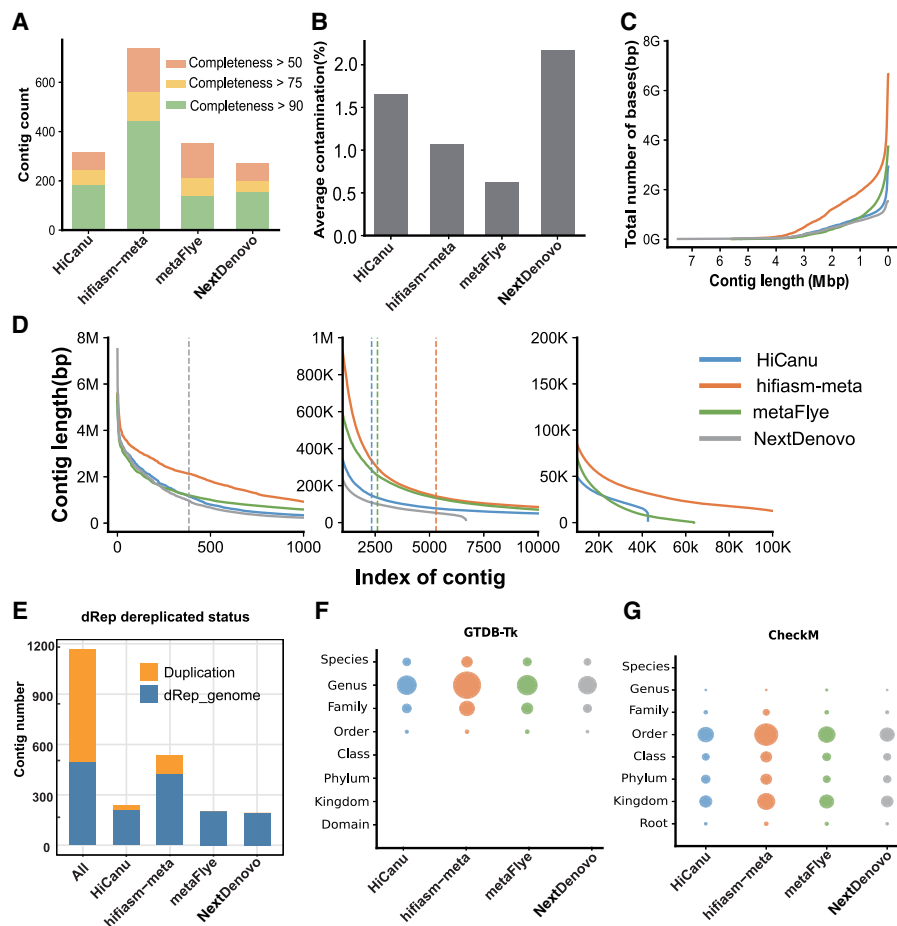 A
Contig count
600
400
200
0
Completeness > 50
Completeness > 75
Completeness > 90
HiCanu
hifiasm-meta
metaFlye
NextDenovo
B
Average contamination(%)
2.0
1.5
1.0
0.5
0.0
HiCanu
hifiasm-meta
metaFlye
NextDenovo
C
Total number of bases(bp)
8G
6G
4G
2G
0G
7 6 5 4 3 2 1 0
Contig length (Mbp)
D
Contig length(bp)
8M
6M
4M
2M
0
0 500 1000
1M
800K
600K
400K
200K
0
2500 5000 7500 10000
200K
150K
100K
50K
0
20K 40K 60k 80K 100K
HiCanu
hifiasm-meta
metaFlye
NextDenovo
Index of contig
E
dRep dereplicated status
Contig number
1200
900
600
300
0
Duplication
dRep_genome
All
HiCanu
hifiasm-meta
metaFlye
NextDenovo
F
GTDB-Tk
Species
Genus
Family
Order
Class
Phylum
Kingdom
Domain
HiCanu
hifiasm-meta
metaFlye
NextDenovo
G
CheckM
Species
Genus
Family
Order
Class
Phylum
Kingdom
Root
HiCanu
hifiasm-meta
metaFlye
NextDenovo